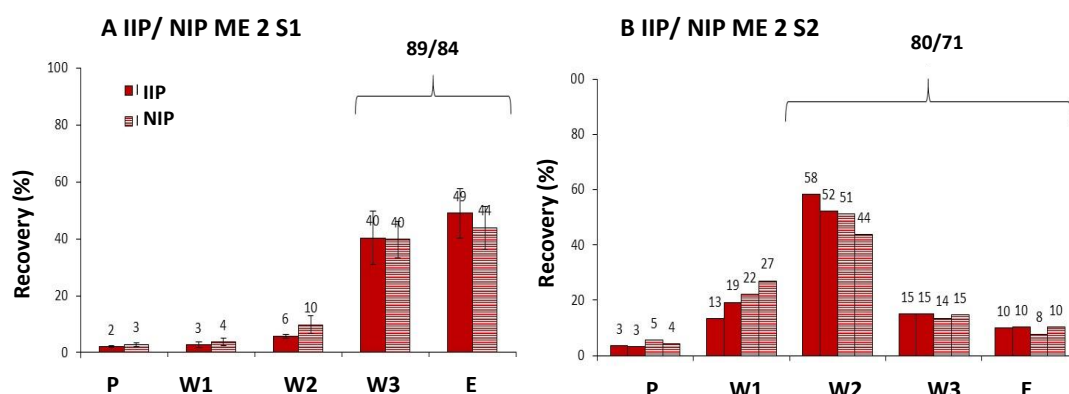 A IIP/ NIP ME 2 S1
89/84
100
80
60
40
20
0
Recovery (%)
IIP
NIP
2
3
3
4
6
10
40
40
49
44
P
W1
W2
W3
E
B IIP/ NIP ME 2 S2
80/71
00
80
60
40
20
0
Recovery (%)
3
3
5
4
13
19
22
27
58
52
51
44
15
15
14
15
10
10
8
10
P
W1
W2
W3